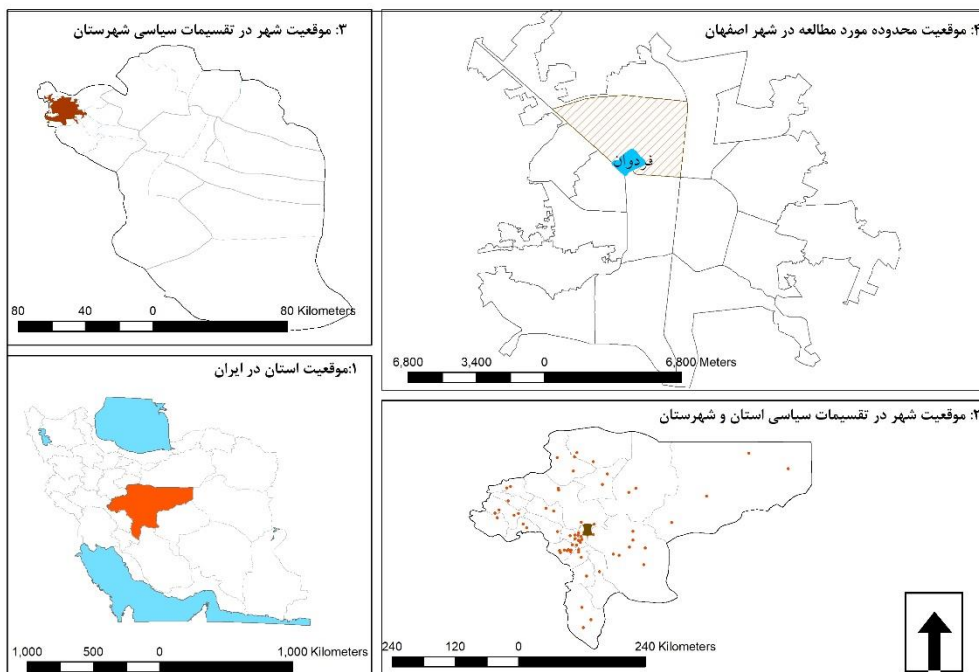 ۳: موقعیت شهر در تقسیمات سیاسی شهرستان
80 40 0 80 Kilometers
۴: موقعیت محدوده مورد مطالعه در شهر اصفهان
فردوان
6,800 3,400 0 6,800 Meters
۱:موقعیت استان در ایران
1,000 500 0 1,000 Kilometers
۲: موقعیت شهر در تقسیمات سیاسی استان و شهرستان
240 120 0 240 Kilometers